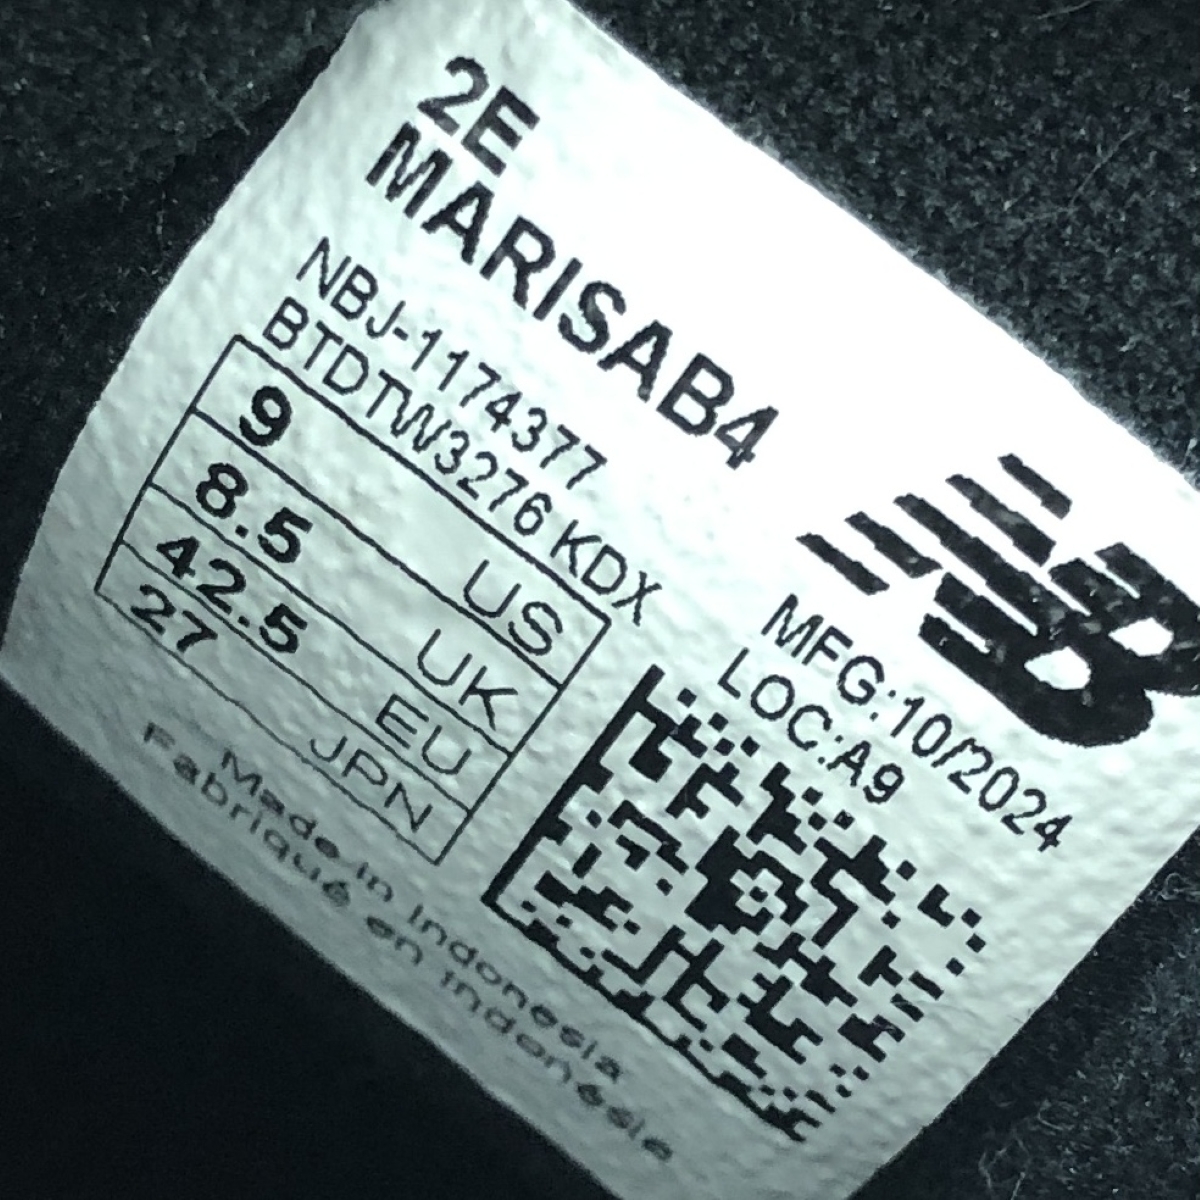 2E
MARISAB4
NBJ-1174377
BTDTW3276 KDX
9 US
8.5 UK
42.5 EU
27 JPN
MFG:10/2024
LOC:A9
NB
Made in Indonesia
Fabriqué en Indonésie